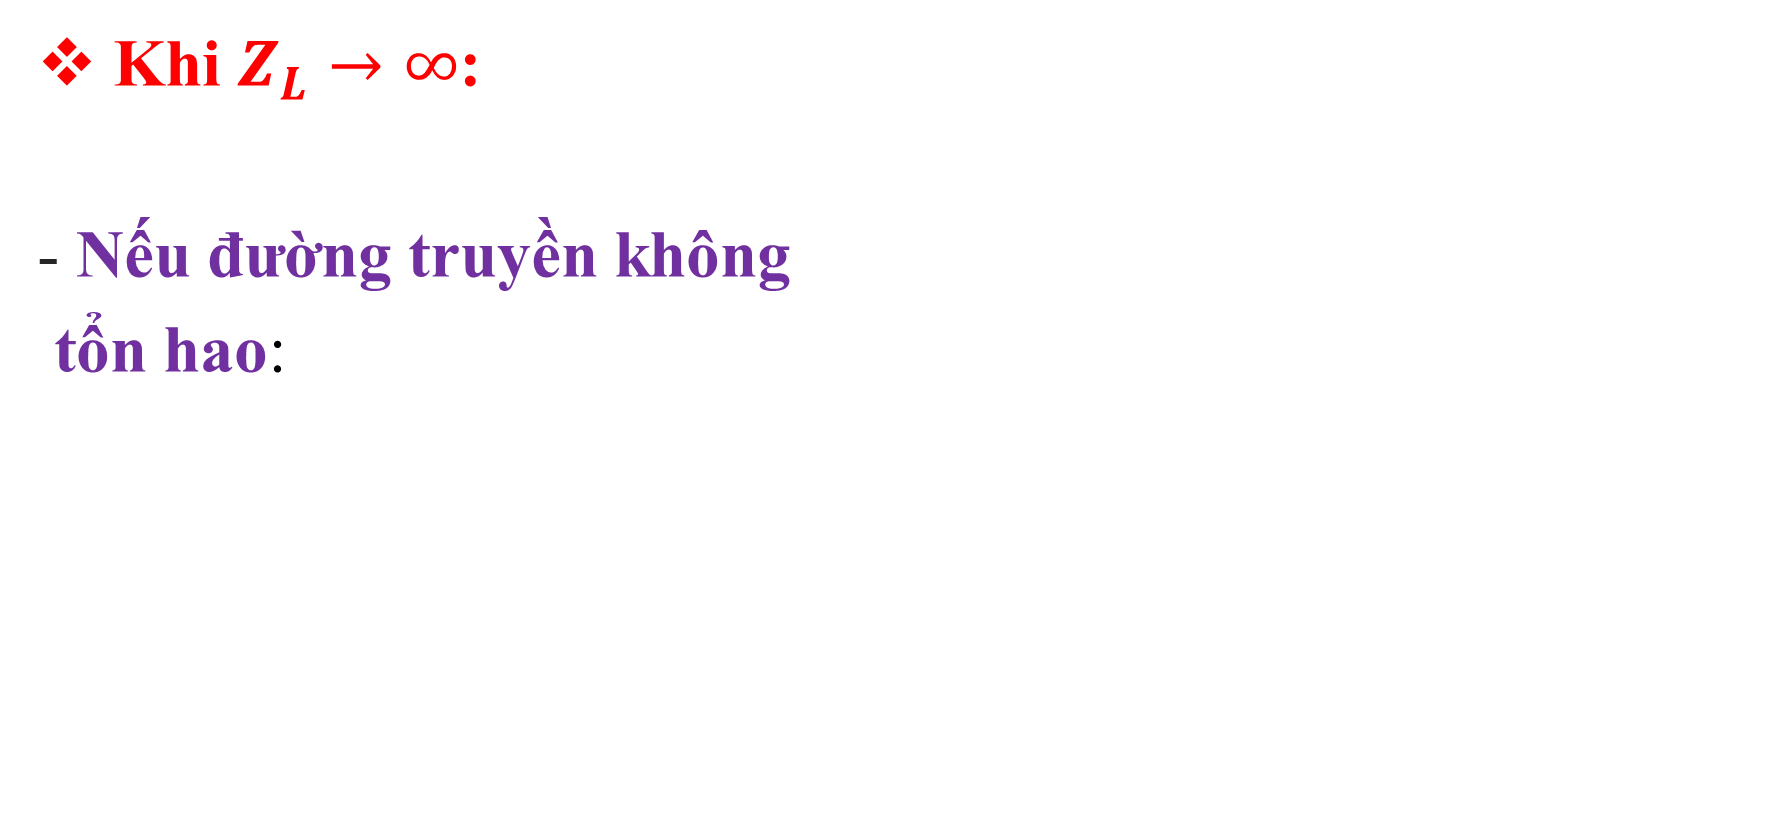 ❖ Khi Z_L → ∞:
- Nếu đường truyền không
tổn hao: